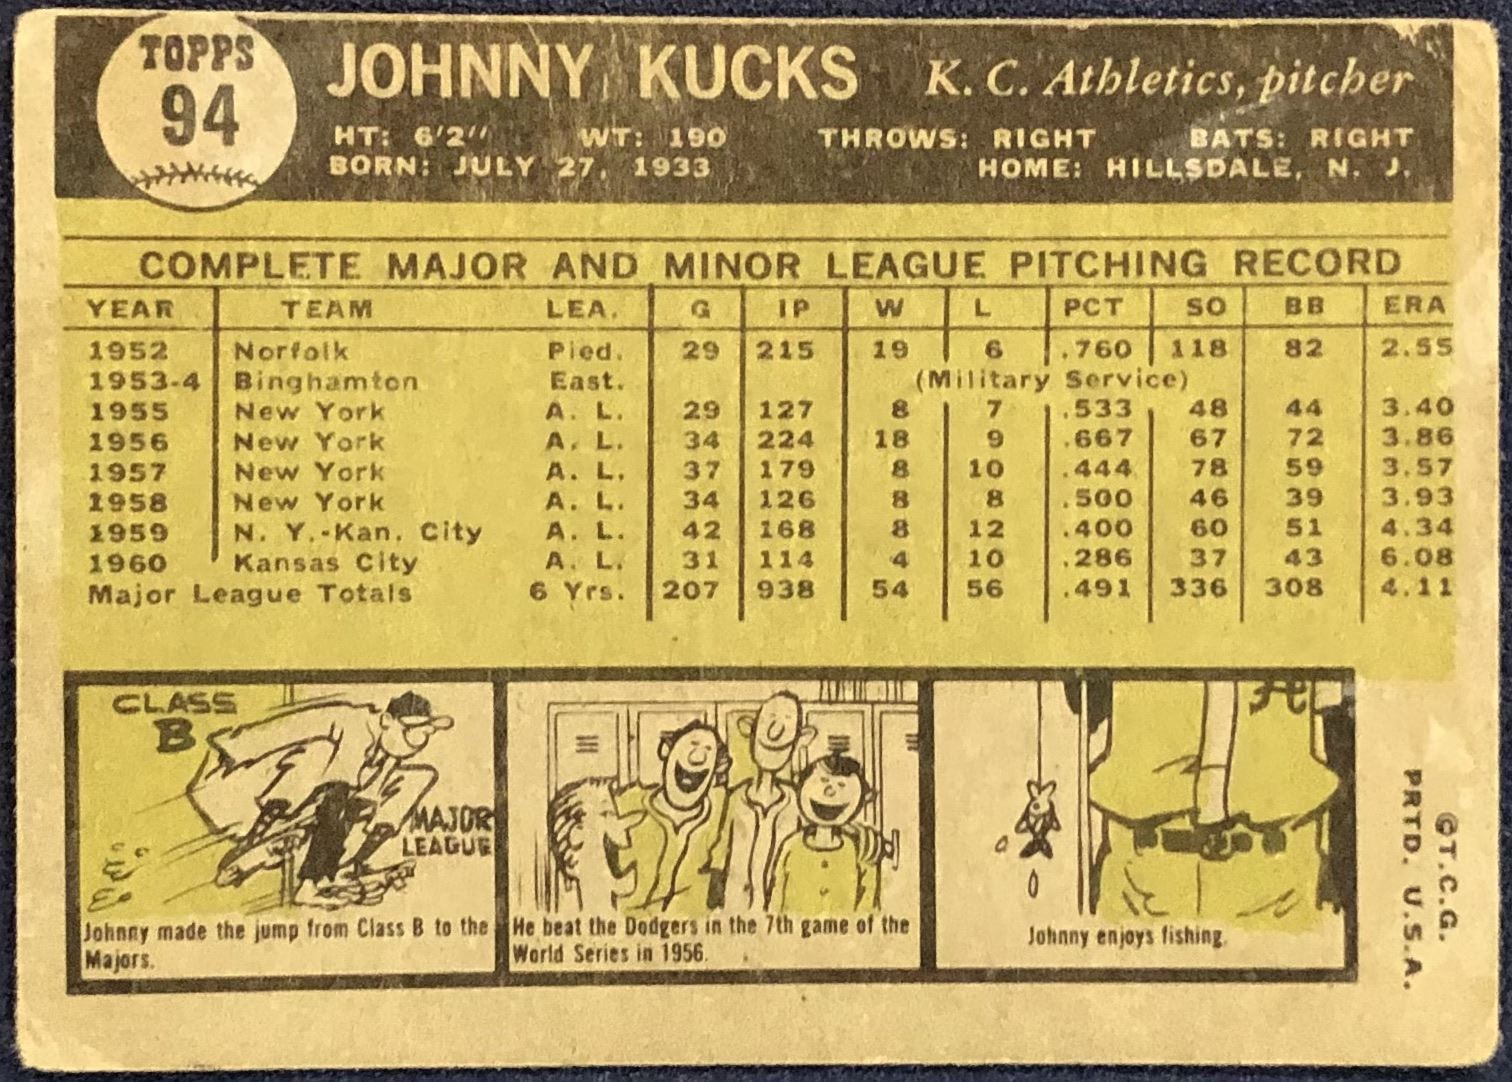 TOPPS
94
JOHNNY KUCKS K. C. Athletics, pitcher
HT: 6'2" WT: 190 THROWS: RIGHT BATS: RIGHT
BORN: JULY 27, 1933 HOME: HILLSDALE, N. J.
COMPLETE MAJOR AND MINOR LEAGUE PITCHING RECORD
YEAR TEAM LEA. G IP W L PCT SO BB ERA
1952 Norfolk Pied. 29 215 19 6 .760 118 82 2.55
1953-4 Binghamton East. (Military Service)
1955 New York A. L. 29 127 8 7 .533 48 44 3.40
1956 New York A. L. 34 224 18 9 .667 67 72 3.86
1957 New York A. L. 37 179 8 10 .444 78 59 3.57
1958 New York A. L. 34 126 8 8 .500 46 39 3.93
1959 N. Y.-Kan. City A. L. 42 168 8 12 .400 60 51 4.34
1960 Kansas City A. L. 31 114 4 10 .286 37 43 6.08
Major League Totals 6 Yrs. 207 938 54 56 .491 336 308 4.11
CLASS
B
MAJOR
LEAGUE
Johnny made the jump from Class B to the
Majors.
He beat the Dodgers in the 7th game of the
World Series in 1956.
A
Johnny enjoys fishing.
©T.C.G.
PRTD. U.S.A.